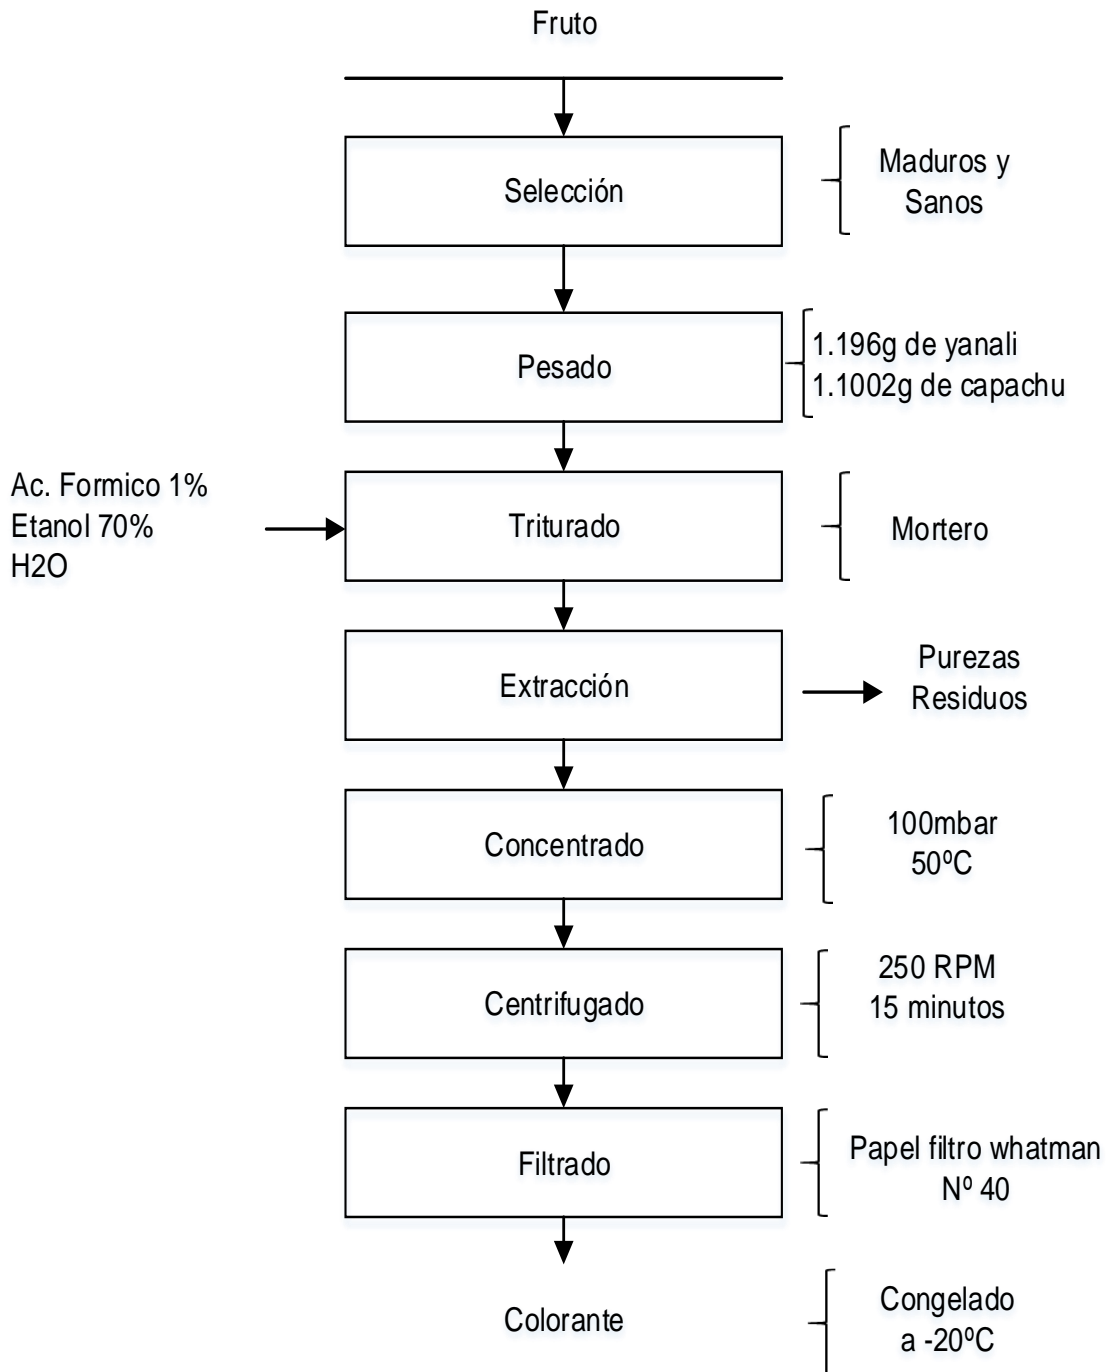 Fruto
Selección
Maduros y
Sanos
Pesado
1.196g de yanali
1.1002g de capachu
Ac. Formico 1%
Etanol 70%
H2O
Triturado
Mortero
Extracción
Purezas
Residuos
Concentrado
100mbar
50ºC
Centrifugado
250 RPM
15 minutos
Filtrado
Papel filtro whatman
Nº 40
Colorante
Congelado
a -20ºC